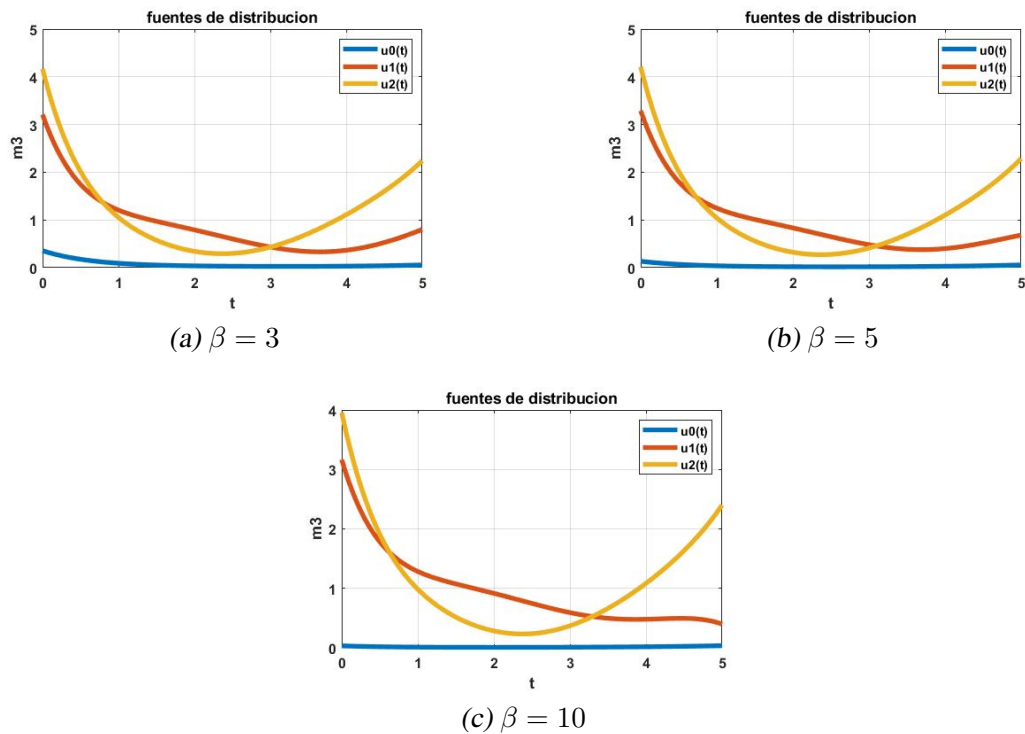 fuentes de distribucion
5
4
3
2
1
0
m3
u0(t)
u1(t)
u2(t)
0 1 2 3 4 5
t
(a) β = 3
fuentes de distribucion
5
4
3
2
1
0
m3
u0(t)
u1(t)
u2(t)
0 1 2 3 4 5
t
(b) β = 5
fuentes de distribucion
4
3
2
1
0
m3
u0(t)
u1(t)
u2(t)
0 1 2 3 4 5
t
(c) β = 10